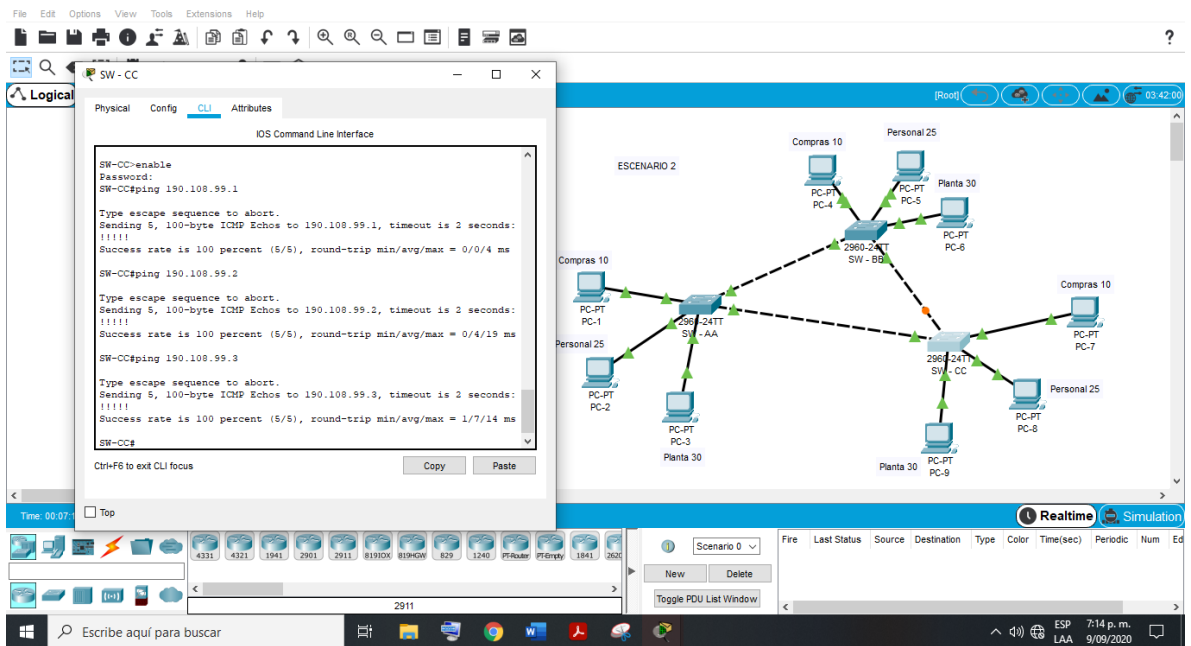 File Edit Options View Tools Extensions Help
?
SW - CC
Logical
[Root]
03:42:00
Physical Config CLI Attributes
IOS Command Line Interface
SW-CC>enable
Password:
SW-CC#ping 190.108.99.1
Type escape sequence to abort.
Sending 5, 100-byte ICMP Echos to 190.108.99.1, timeout is 2 seconds:
!!!!!
Success rate is 100 percent (5/5), round-trip min/avg/max = 0/0/4 ms
SW-CC#ping 190.108.99.2
Type escape sequence to abort.
Sending 5, 100-byte ICMP Echos to 190.108.99.2, timeout is 2 seconds:
!!!!!
Success rate is 100 percent (5/5), round-trip min/avg/max = 0/4/19 ms
SW-CC#ping 190.108.99.3
Type escape sequence to abort.
Sending 5, 100-byte ICMP Echos to 190.108.99.3, timeout is 2 seconds:
!!!!!
Success rate is 100 percent (5/5), round-trip min/avg/max = 1/7/14 ms
SW-CC#
Ctrl+F6 to exit CLI focus
Copy
Paste
Top
ESCENARIO 2
Compras 10
Personal 25
PC-PT
PC-4
PC-PT
PC-5
Planta 30
PC-PT
PC-6
2960-24TT
SW - BB
Compras 10
PC-PT
PC-1
2960-24TT
SW - AA
Personal 25
PC-PT
PC-2
PC-PT
PC-3
Planta 30
Compras 10
PC-PT
PC-7
2960-24TT
SW - CC
Personal 25
PC-PT
PC-8
Planta 30
PC-PT
PC-9
Time: 00:07:1
Realtime
Simulation
4331 4321 1941 2901 2911 819IOX 819HGW 829 1240 PT-Router PT-Empty 1841 262
2911
Scenario 0
New
Delete
Toggle PDU List Window
Fire Last Status Source Destination Type Color Time(sec) Periodic Num Ed
Escribe aquí para buscar
ESP
LAA
7:14 p. m.
9/09/2020